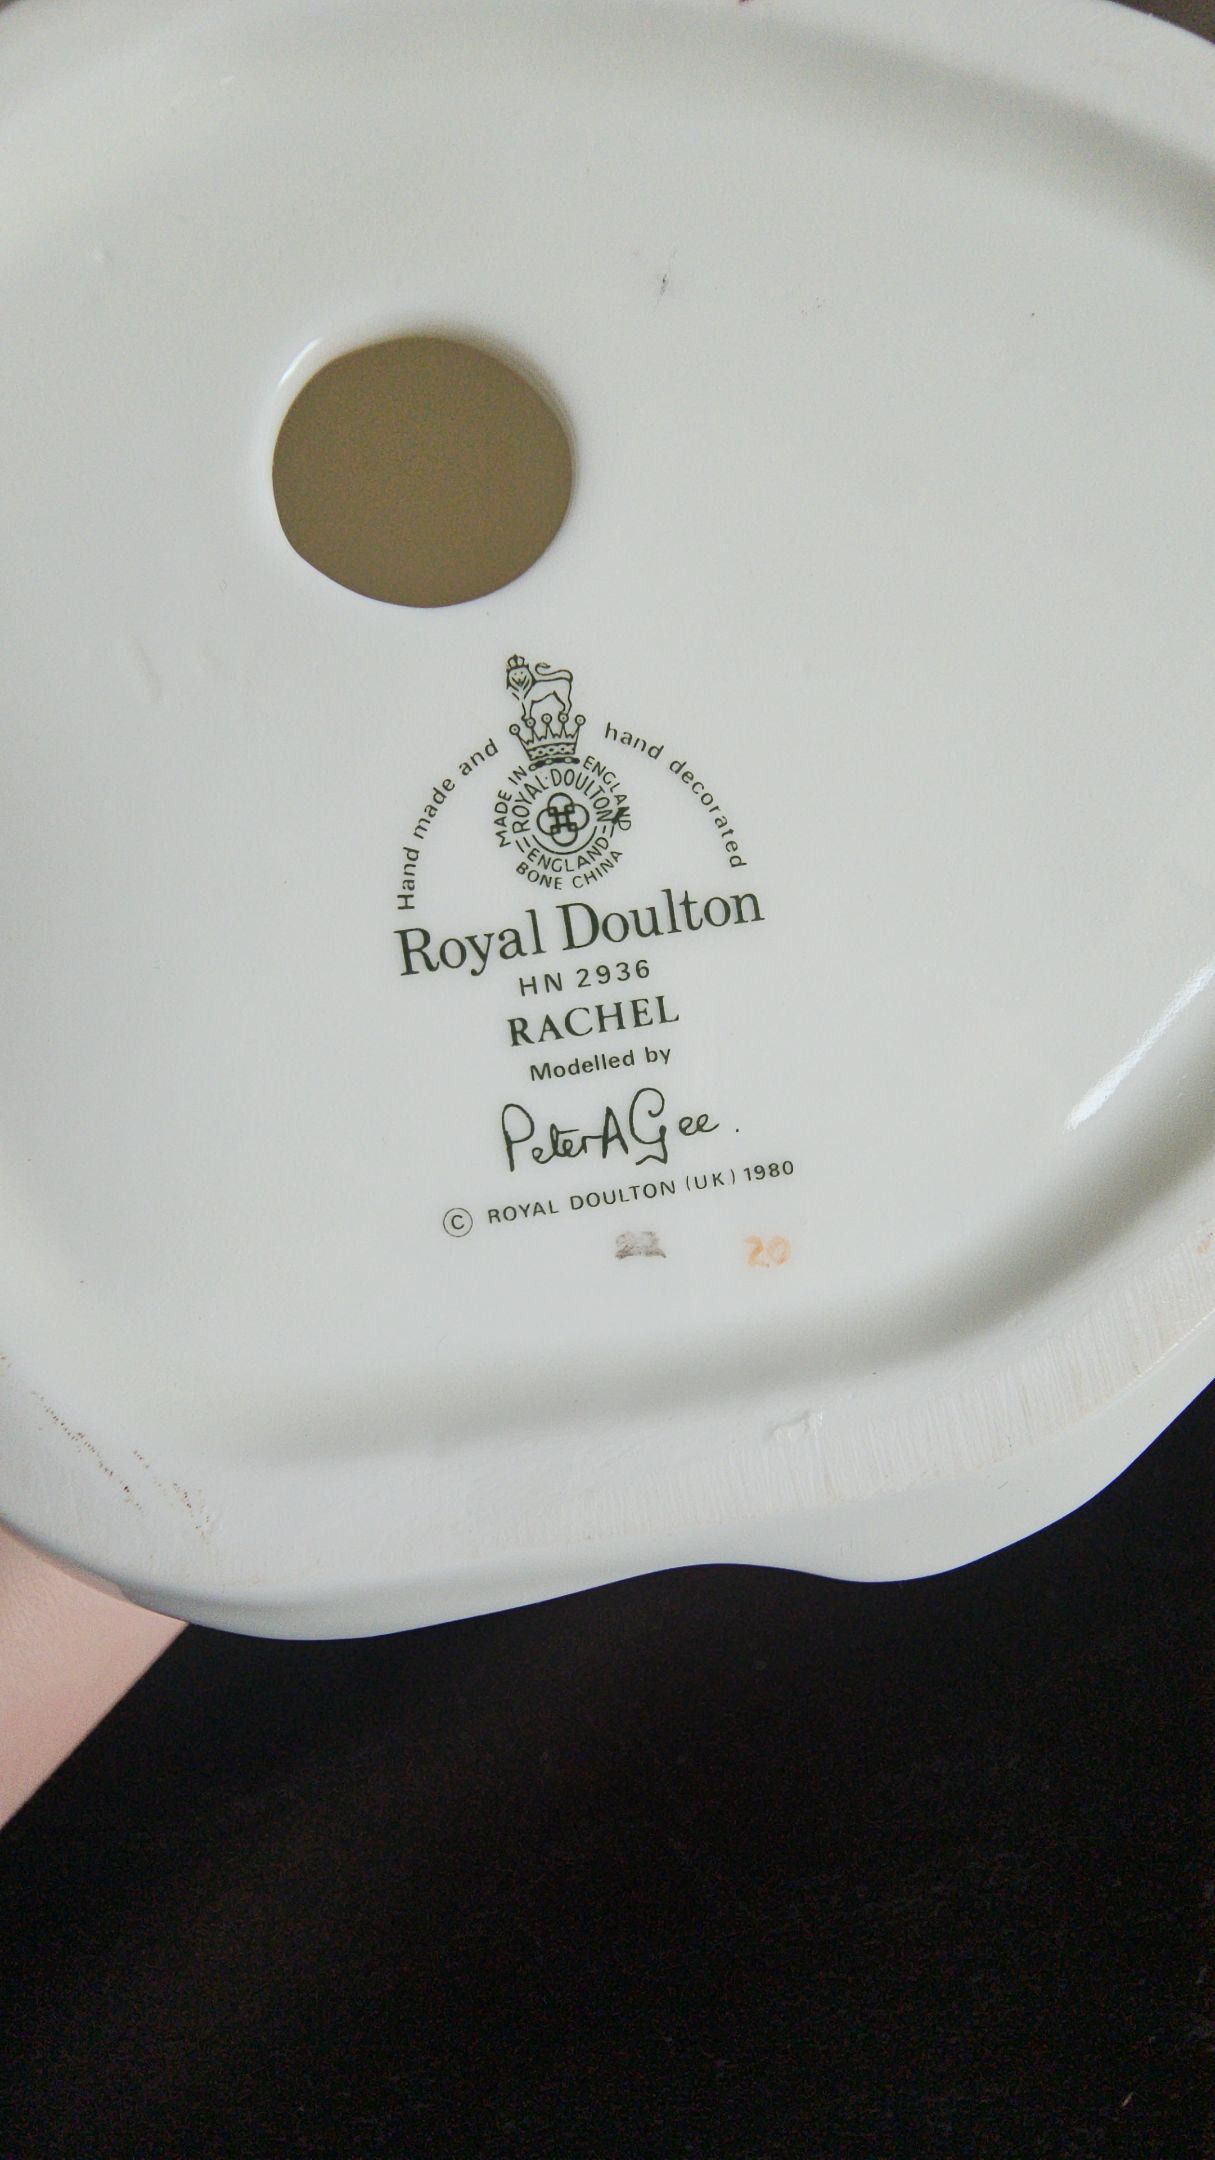 Hand made and hand decorated
MADE IN ENGLAND
ROYAL·DOULTON
ENGLAND
BONE CHINA
Royal Doulton
HN 2936
RACHEL
Modelled by
Peter A Gee.
© ROYAL DOULTON (UK) 1980
22 20